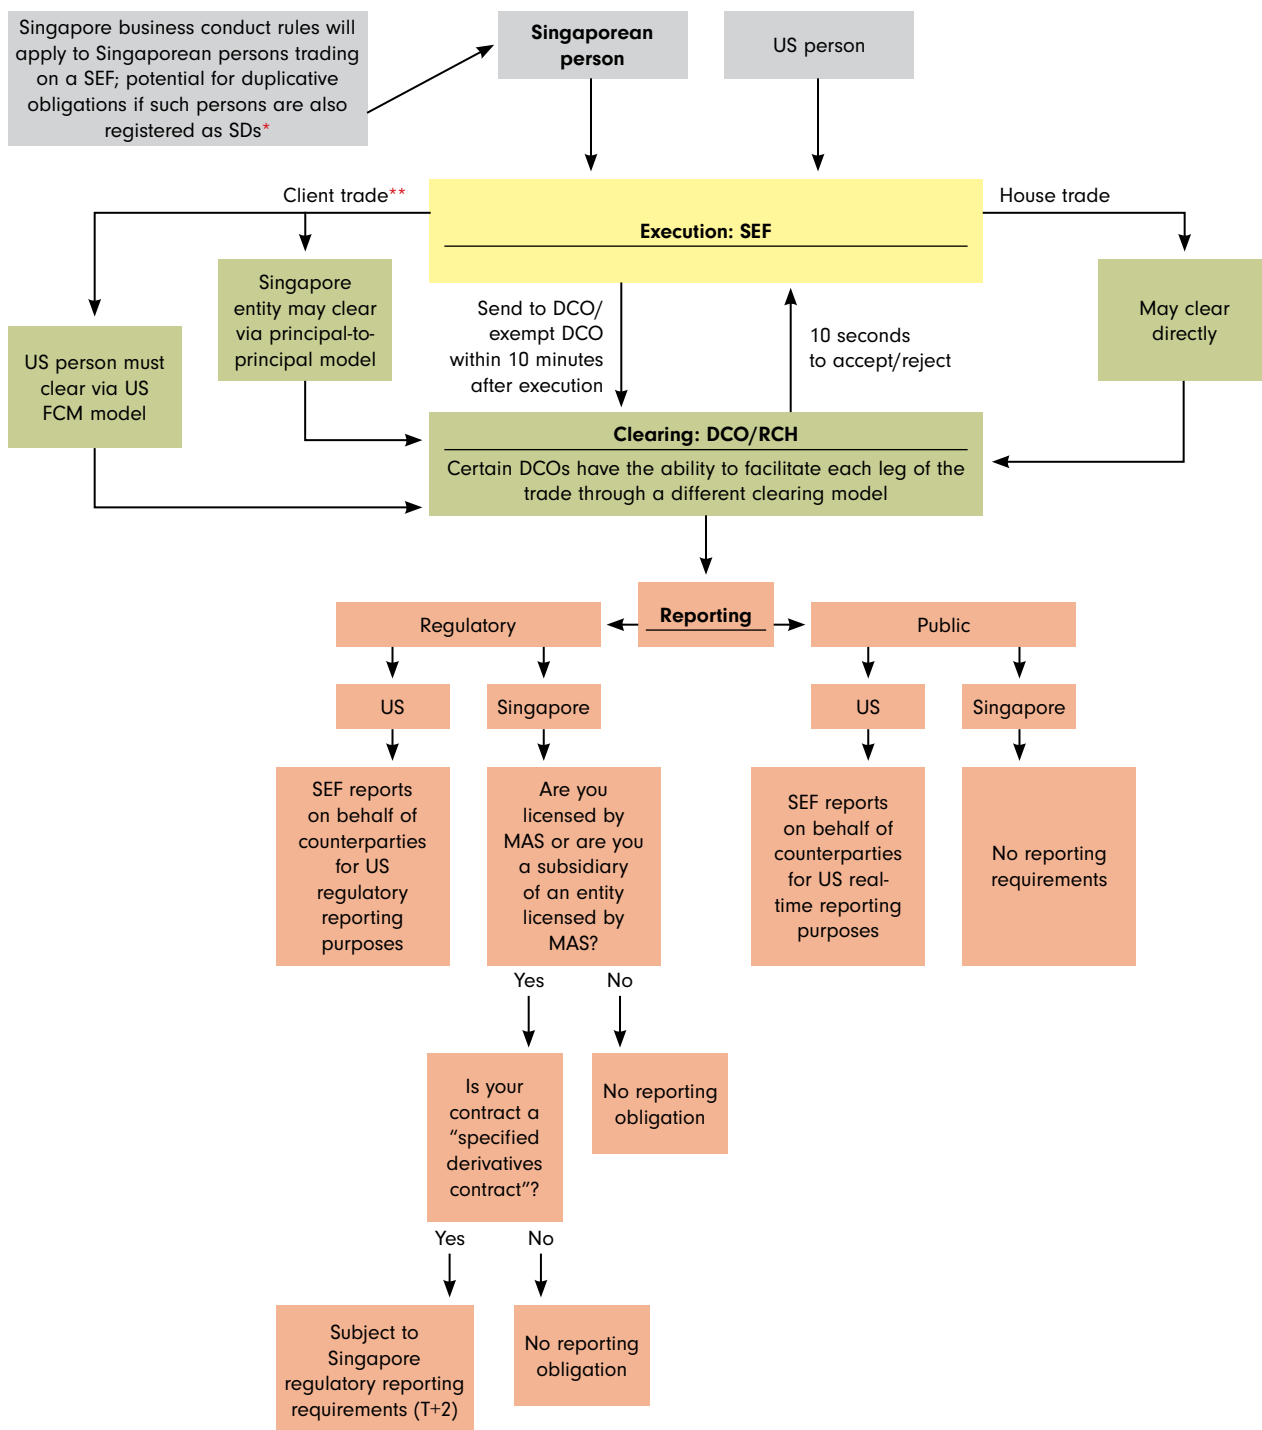 Singapore business conduct rules will
apply to Singaporean persons trading
on a SEF; potential for duplicative
obligations if such persons are also
registered as SDs*
Singaporean
person
US person
Client trade**
House trade
Execution: SEF
Singapore
entity may clear
via principal-to-
principal model
US person must
clear via US
FCM model
Send to DCO/
exempt DCO
within 10 minutes
after execution
10 seconds
to accept/reject
May clear
directly
Clearing: DCO/RCH
Certain DCOs have the ability to facilitate each leg of the
trade through a different clearing model
Reporting
Regulatory
Public
US
Singapore
US
Singapore
SEF reports
on behalf of
counterparties
for US
regulatory
reporting
purposes
Are you
licensed by
MAS or are you
a subsidiary
of an entity
licensed by
MAS?
SEF reports
on behalf of
counterparties
for US real-
time reporting
purposes
No reporting
requirements
Yes
No
Is your
contract a
“specified
derivatives
contract”?
No reporting
obligation
Yes
No
Subject to
Singapore
regulatory reporting
requirements (T+2)
No reporting
obligation